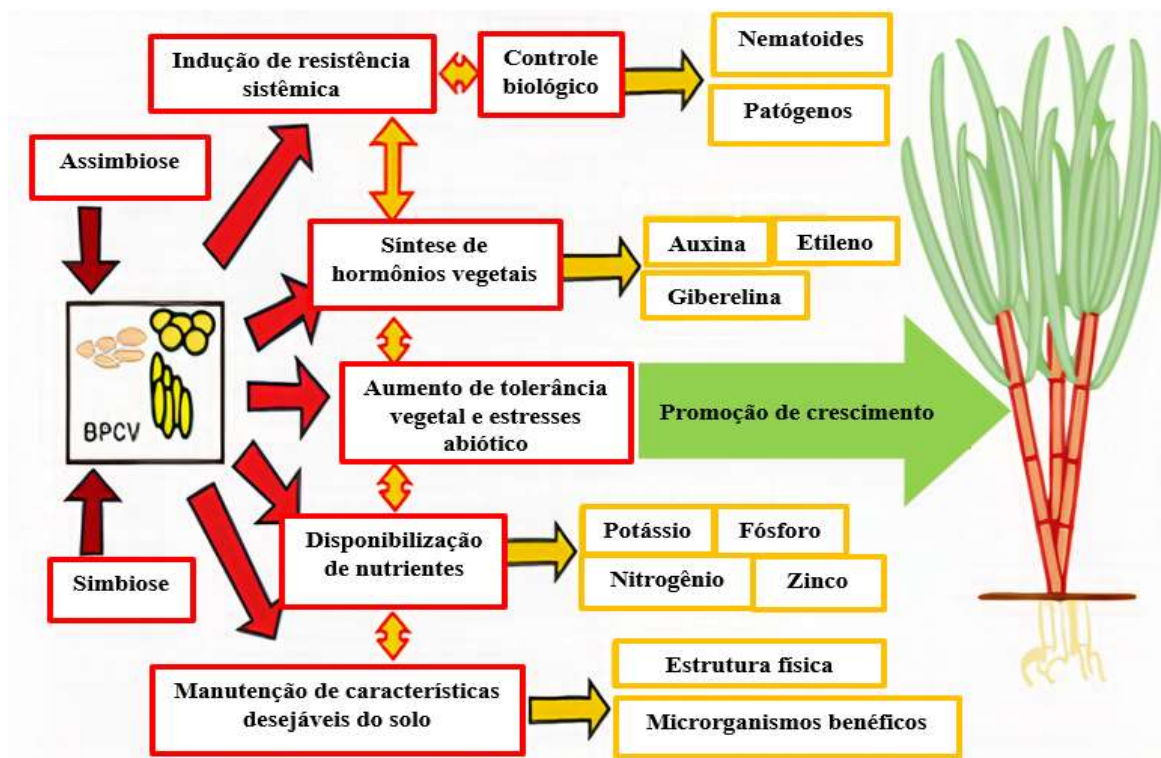 Indução de resistência
sistêmica
Controle
biológico
Nematoides
Patógenos
Assimbiose
Síntese de
hormônios vegetais
Auxina
Etileno
Giberelina
BPCV
Aumento de tolerância
vegetal e estresses
abiótico
Promoção de crescimento
Simbiose
Disponibilização
de nutrientes
Potássio
Fósforo
Nitrogênio
Zinco
Manutenção de características
desejáveis do solo
Estrutura física
Microrganismos benéficos